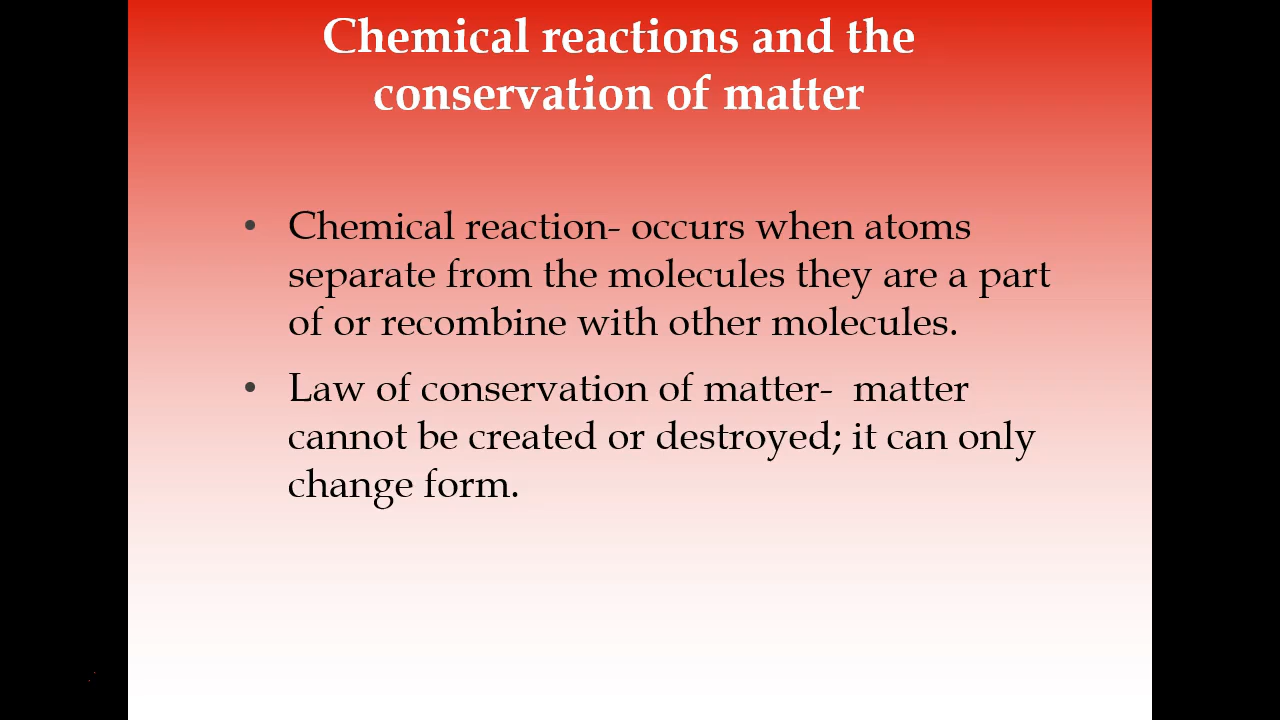 Chemical reactions and the
conservation of matter
• Chemical reaction- occurs when atoms
separate from the molecules they are a part
of or recombine with other molecules.
• Law of conservation of matter-  matter
cannot be created or destroyed; it can only
change form.